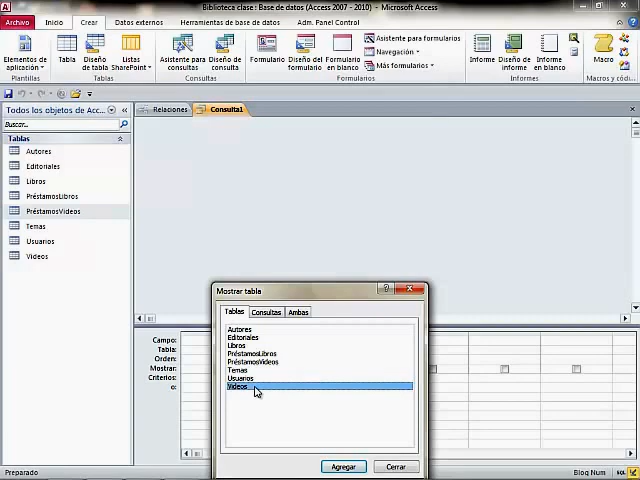 Biblioteca clase : Base de datos (Access 2007 - 2010) - Microsoft Access
Archivo Inicio Crear Datos externos Herramientas de base de datos Adm. Panel Control
Elementos de aplicación Tabla Diseño de tabla Listas SharePoint Asistente para consultas Diseño de consulta Formulario Diseño del formulario Formulario en blanco Asistente para formularios Navegación Más formularios Informe Diseño de informe Informe en blanco Macro
Plantillas Tablas Consultas Formularios Informes Macros y códi...
Todos los objetos de Acc...
Relaciones Consulta1
Buscar...
Tablas
Autores
Editoriales
Libros
PréstamosLibros
PréstamosVideos
Temas
Usuarios
Videos
Mostrar tabla
Tablas Consultas Ambas
Autores
Editoriales
Libros
PréstamosLibros
PréstamosVideos
Temas
Usuarios
Videos
Agregar Cerrar
Campo:
Tabla:
Orden:
Mostrar:
Criterios:
o:
Preparado Bloq Num SQL